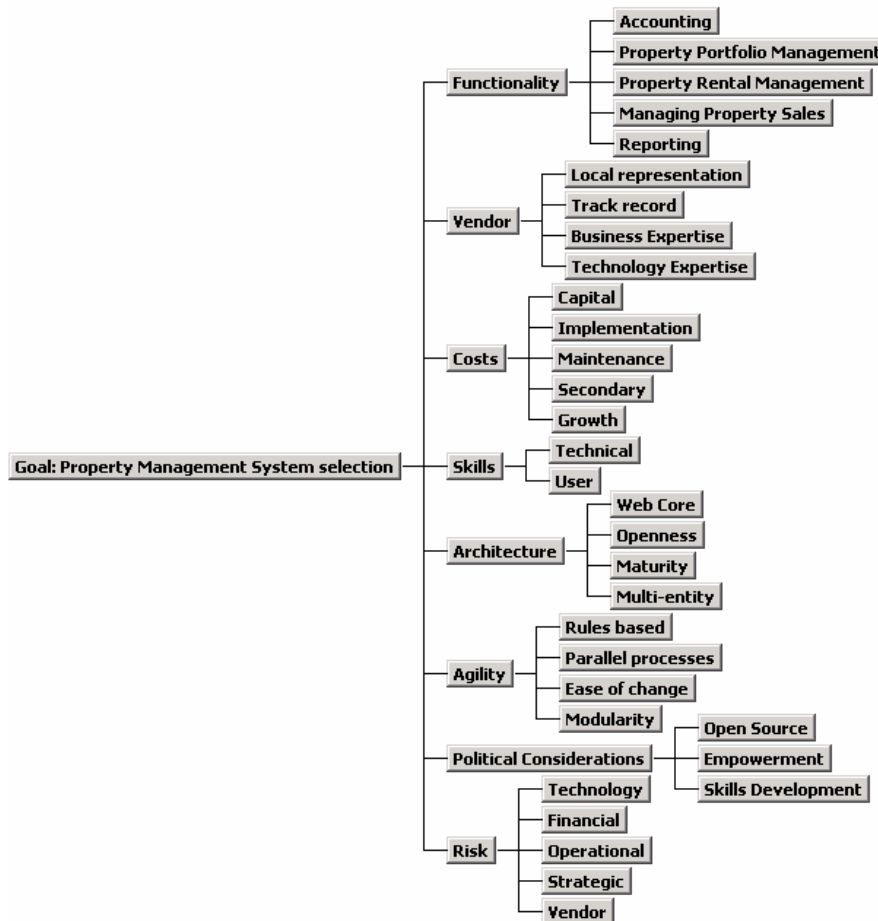 Accounting
Property Portfolio Management
Functionality
Property Rental Management
Managing Property Sales
Reporting
Local representation
Track record
Vendor
Business Expertise
Technology Expertise
Capital
Implementation
Costs
Maintenance
Secondary
Growth
Technical
Goal: Property Management System selection
Skills
User
Web Core
Openness
Architecture
Maturity
Multi-entity
Rules based
Parallel processes
Agility
Ease of change
Modularity
Open Source
Political Considerations
Empowerment
Skills Development
Technology
Financial
Risk
Operational
Strategic
Vendor